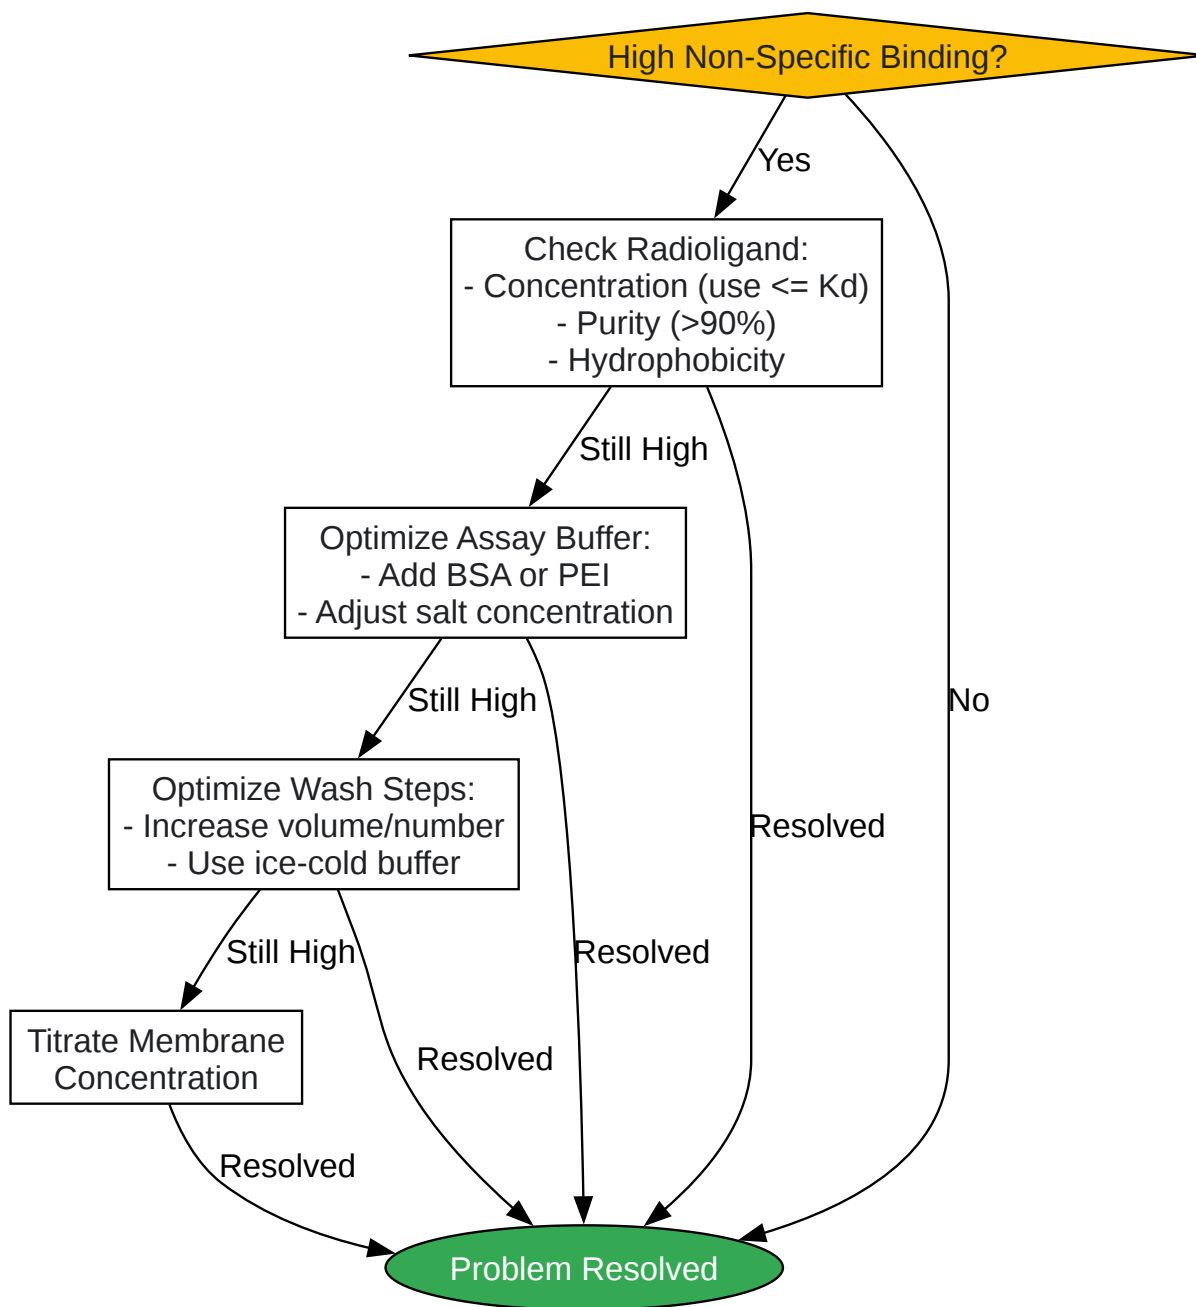 High Non-Specific Binding?
Yes
Check Radioligand:
- Concentration (use <= Kd)
- Purity (>90%)
- Hydrophobicity
Still High
Optimize Assay Buffer:
- Add BSA or PEI
- Adjust salt concentration
Still High
No
Optimize Wash Steps:
- Increase volume/number
- Use ice-cold buffer
Resolved
Still High
Resolved
Titrate Membrane
Concentration
Resolved
Resolved
Problem Resolved